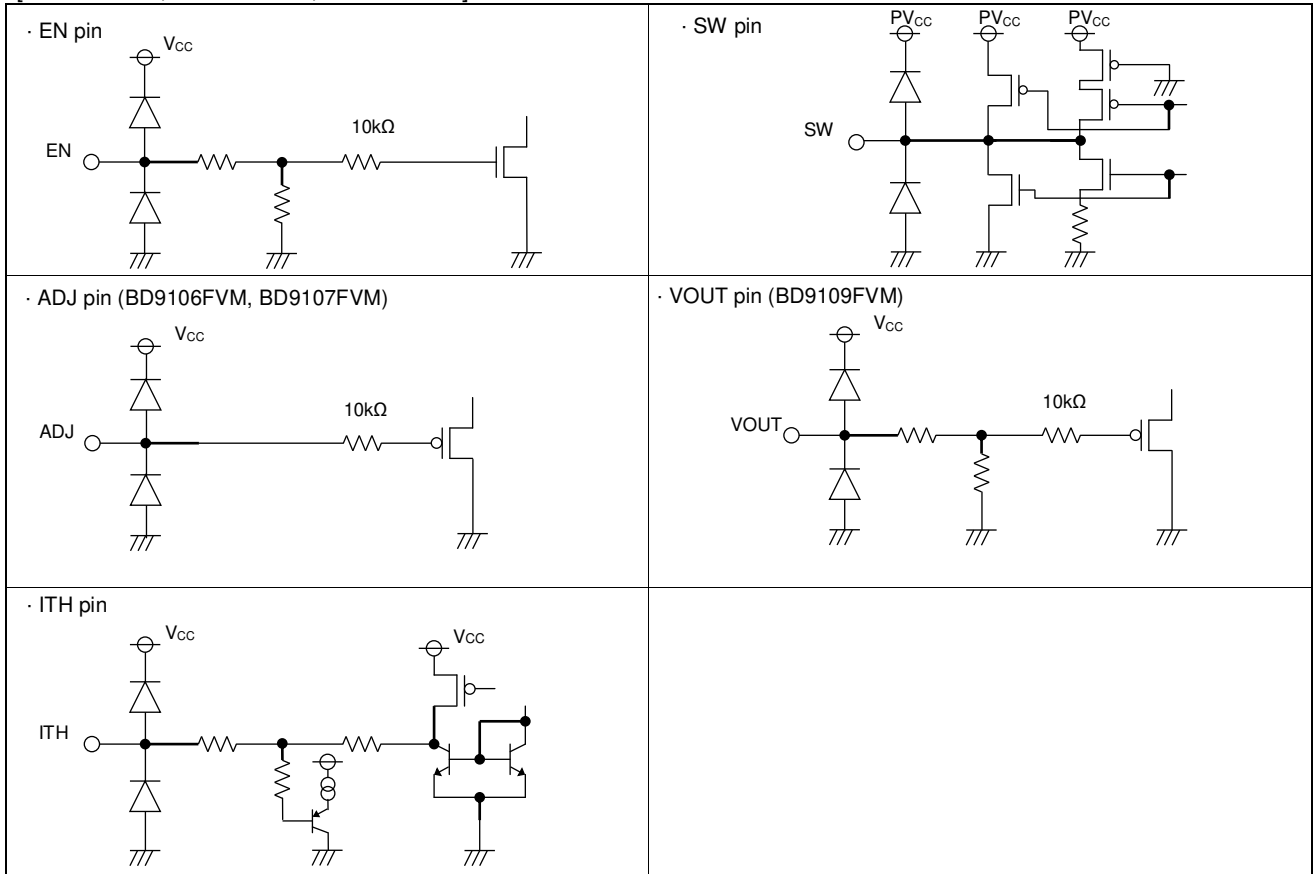 · EN pin
VCC
10kΩ
EN
· SW pin
PVCC PVCC PVCC
SW
· ADJ pin (BD9106FVM, BD9107FVM)
VCC
10kΩ
ADJ
· VOUT pin (BD9109FVM)
VCC
10kΩ
VOUT
· ITH pin
VCC
VCC
ITH